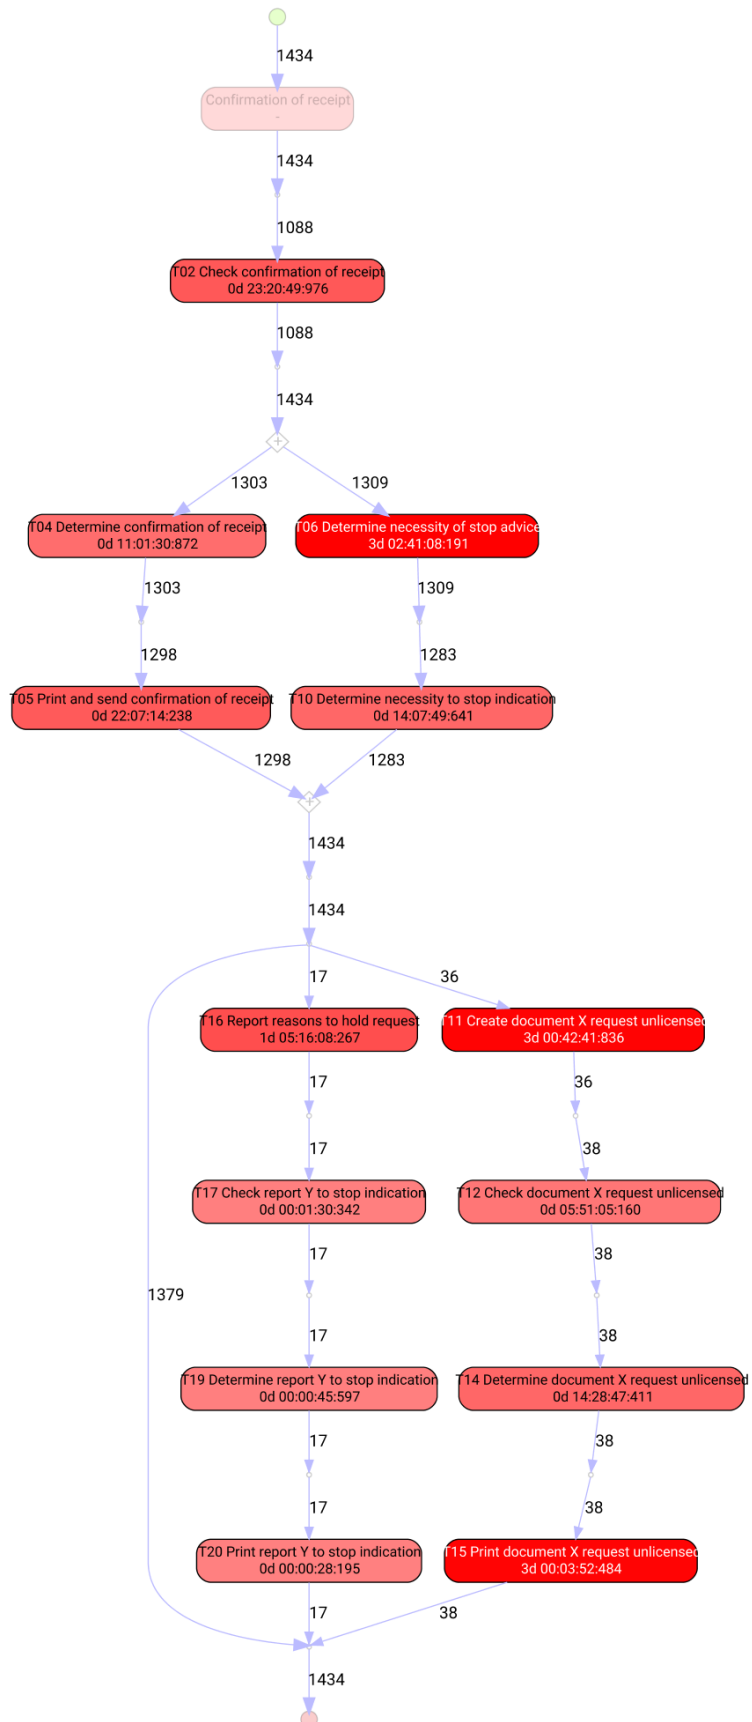 1434
Confirmation of receipt
-
1434
1088
T02 Check confirmation of receipt
0d 23:20:49:976
1088
1434
+
1303
1309
T04 Determine confirmation of receipt
0d 11:01:30:872
T06 Determine necessity of stop advice
3d 02:41:08:191
1303
1309
1298
1283
T05 Print and send confirmation of receipt
0d 22:07:14:238
T10 Determine necessity to stop indication
0d 14:07:49:641
1298
1283
+
1434
1434
17
36
T16 Report reasons to hold request
1d 05:16:08:267
T11 Create document X request unlicensed
3d 00:42:41:836
17
36
17
38
T17 Check report Y to stop indication
0d 00:01:30:342
T12 Check document X request unlicensed
0d 05:51:05:160
17
38
1379
17
38
T19 Determine report Y to stop indication
0d 00:00:45:597
T14 Determine document X request unlicensed
0d 14:28:47:411
17
38
17
38
T20 Print report Y to stop indication
0d 00:00:28:195
T15 Print document X request unlicensed
3d 00:03:52:484
17
38
1434